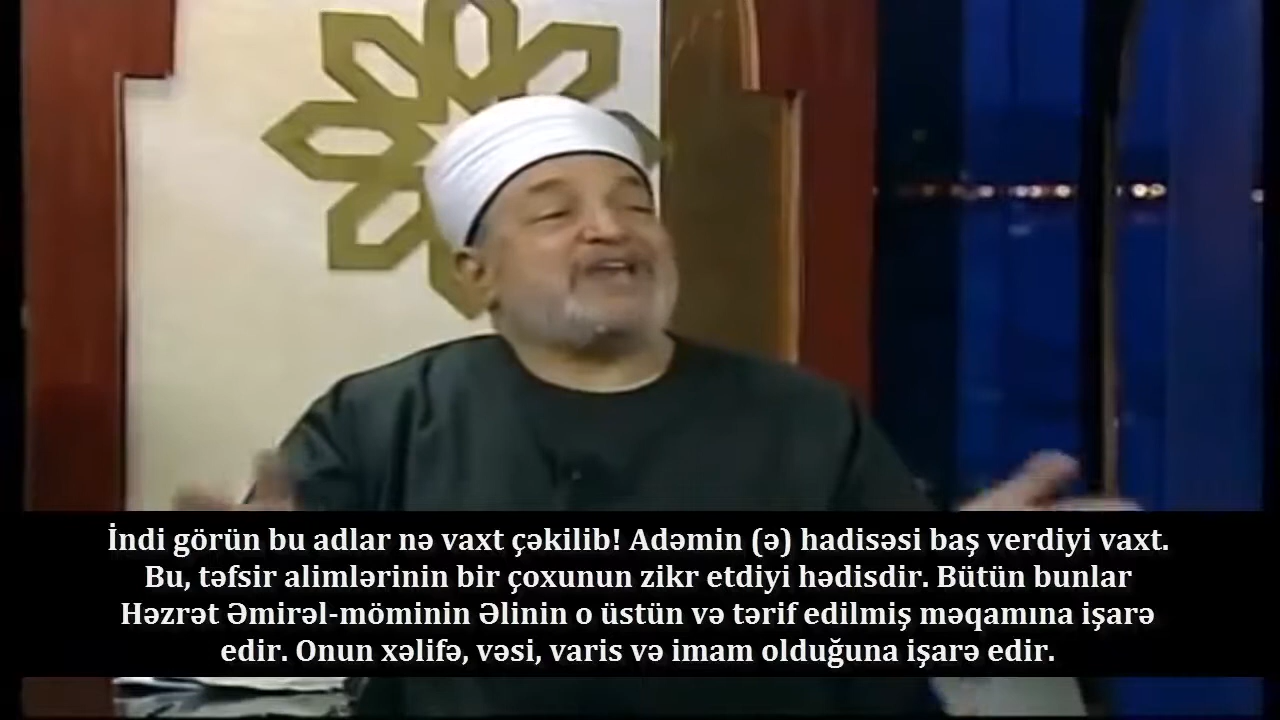 İndi görün bu adlar nə vaxt çəkilib! Adəmin (ə) hadisəsi baş verdiyi vaxt.
Bu, təfsir alimlərinin bir çoxunun zikr etdiyi hədisdir. Bütün bunlar
Həzrət Əmirəl-möminin Əlinin o üstün və tərif edilmiş məqamına işarə
edir. Onun xəlifə, vəsi, varis və imam olduğuna işarə edir.